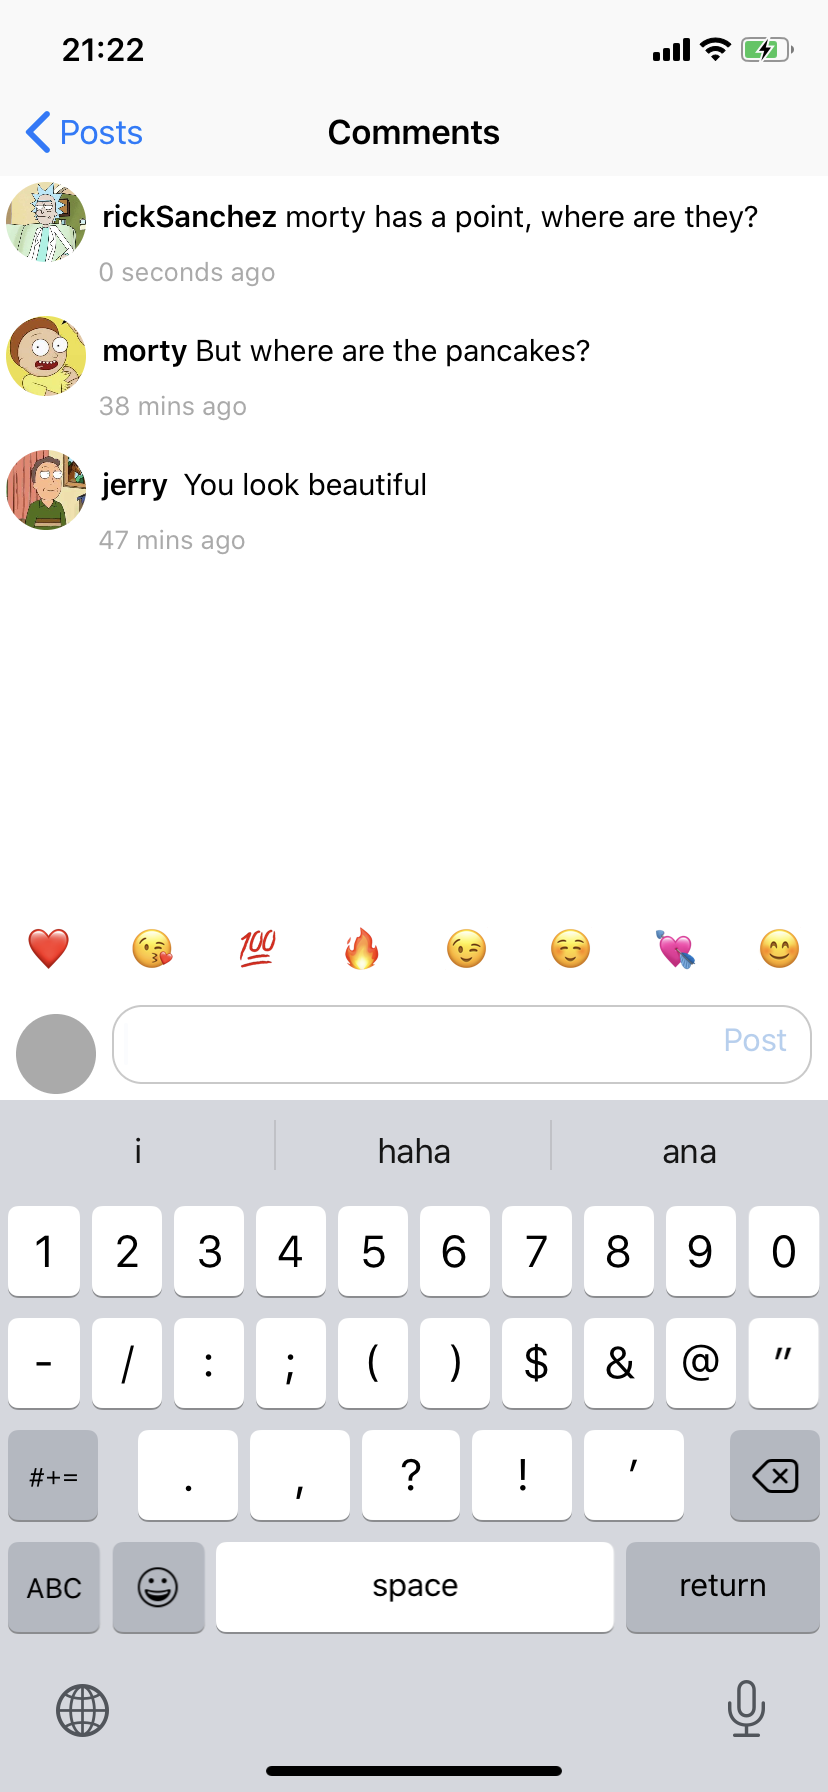 21:22
Posts
Comments
rickSanchez morty has a point, where are they?
0 seconds ago
morty But where are the pancakes?
38 mins ago
jerry  You look beautiful
47 mins ago
❤️ 😘 💯 🔥 😉 ☺️ 💘 😊
Post
i haha ana
1 2 3 4 5 6 7 8 9 0
- / : ; ( ) $ & @ "
#+= . , ? ! '
ABC space return